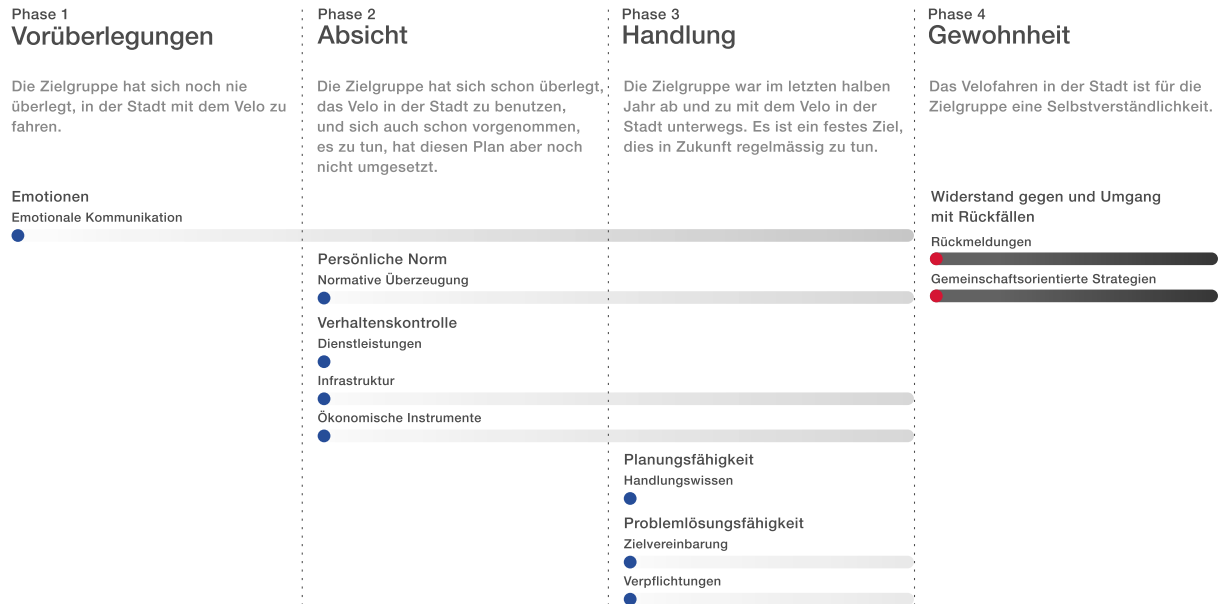 Phase 1
Vorüberlegungen
Die Zielgruppe hat sich noch nie
überlegt, in der Stadt mit dem Velo zu
fahren.
Emotionen
Emotionale Kommunikation
Phase 2
Absicht
Die Zielgruppe hat sich schon überlegt,
das Velo in der Stadt zu benutzen,
und sich auch schon vorgenommen,
es zu tun, hat diesen Plan aber noch
nicht umgesetzt.
Persönliche Norm
Normative Überzeugung
Verhaltenskontrolle
Dienstleistungen
Infrastruktur
Ökonomische Instrumente
Phase 3
Handlung
Die Zielgruppe war im letzten halben
Jahr ab und zu mit dem Velo in der
Stadt unterwegs. Es ist ein festes Ziel,
dies in Zukunft regelmässig zu tun.
Planungsfähigkeit
Handlungswissen
Problemlösungsfähigkeit
Zielvereinbarung
Verpflichtungen
Phase 4
Gewohnheit
Das Velofahren in der Stadt ist für die
Zielgruppe eine Selbstverständlichkeit.
Widerstand gegen und Umgang
mit Rückfällen
Rückmeldungen
Gemeinschaftsorientierte Strategien